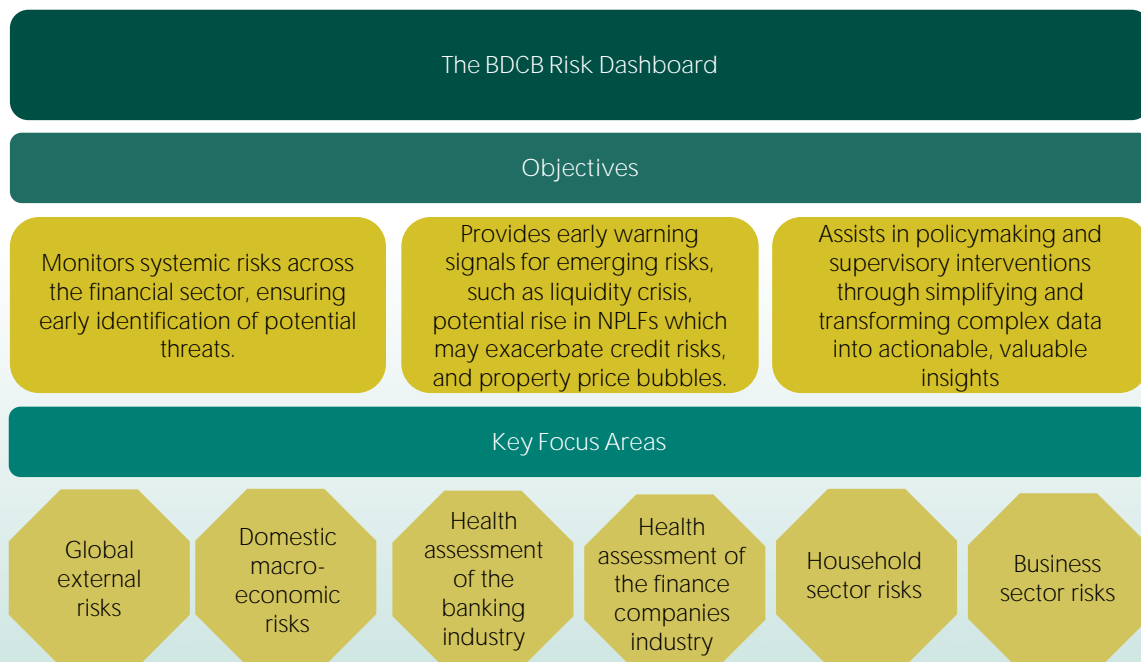 The BDCB Risk Dashboard
Objectives
Monitors systemic risks across
the financial sector, ensuring
early identification of potential
threats.
Provides early warning
signals for emerging risks,
such as liquidity crisis,
potential rise in NPLFs which
may exacerbate credit risks,
and property price bubbles.
Assists in policymaking and
supervisory interventions
through simplifying and
transforming complex data
into actionable, valuable
insights
Key Focus Areas
Global
external
risks
Domestic
macro-
economic
risks
Health
assessment
of the
banking
industry
Health
assessment of
the finance
companies
industry
Household
sector risks
Business
sector risks